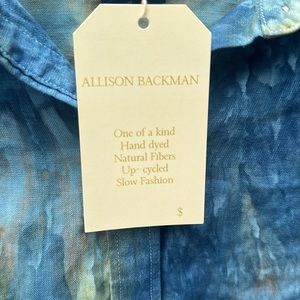 ALLISON BACKMAN
One of a kind
Hand dyed
Natural Fibers
Up- cycled
Slow Fashion
$